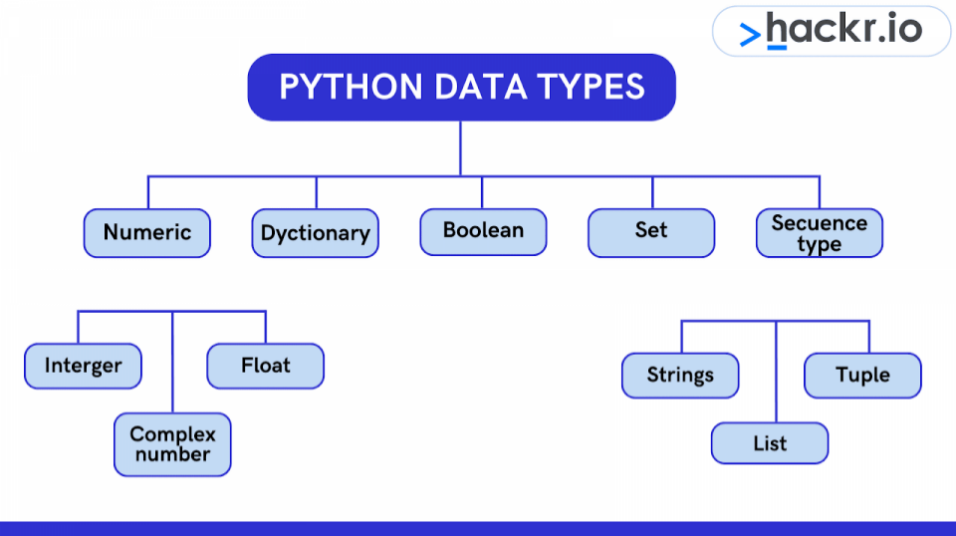 >hackr.io
PYTHON DATA TYPES
Numeric
Dyctionary
Boolean
Set
Secuence
type
Interger
Float
Complex
number
Strings
Tuple
List